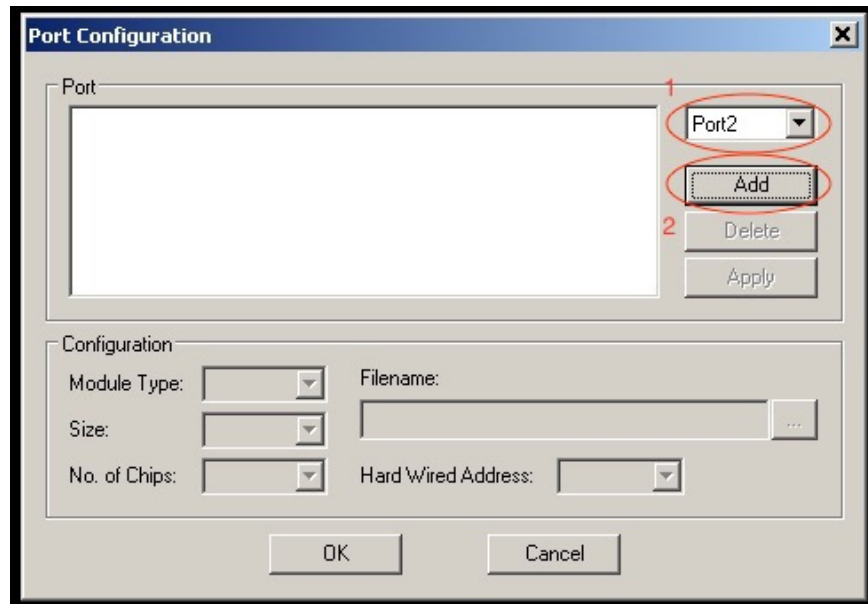 Port Configuration
Port
1
Port2
Add
2
Delete
Apply
Configuration
Module Type:
Filename:
Size:
...
No. of Chips:
Hard Wired Address:
OK
Cancel